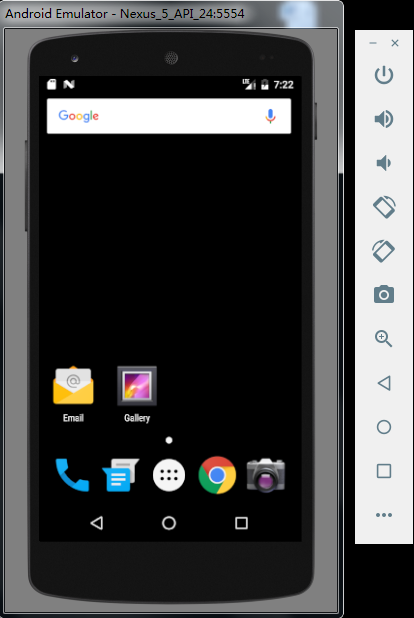 Android Emulator - Nexus_5_API_24:5554
LTE 7:22
Google
@
Email Gallery